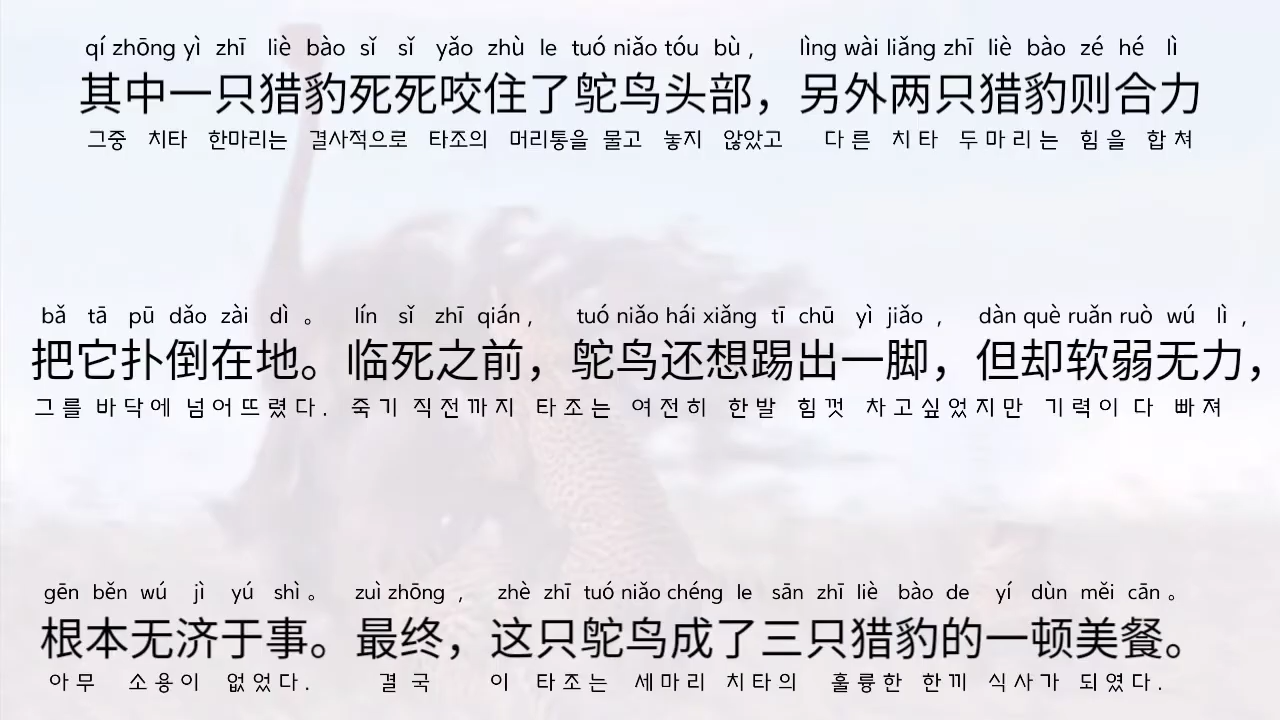 qí zhōng yì zhī liè bào sǐ sǐ yǎo zhù le tuó niǎo tóu bù , lìng wài liǎng zhī liè bào zé hé lì
其中一只猎豹死死咬住了鸵鸟头部，另外两只猎豹则合力
그중 치타 한마리는 결사적으로 타조의 머리통을 물고 놓지 않았고 다른 치타 두마리는 힘을 합쳐
bǎ tā pū dǎo zài dì 。 lín sǐ zhī qián , tuó niǎo hái xiǎng tī chū yì jiǎo , dàn què ruǎn ruò wú lì ,
把它扑倒在地。临死之前，鸵鸟还想踢出一脚，但却软弱无力，
그를 바닥에 넘어뜨렸다. 죽기 직전까지 타조는 여전히 한발 힘껏 차고싶었지만 기력이 다 빠져
gēn běn wú jì yú shì 。 zuì zhōng , zhè zhī tuó niǎo chéng le sān zhī liè bào de yí dùn měi cān 。
根本无济于事。最终，这只鸵鸟成了三只猎豹的一顿美餐。
아무 소용이 없었다. 결국 이 타조는 세마리 치타의 훌륭한 한끼 식사가 되였다.